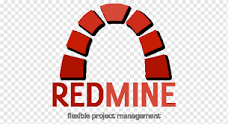 REDMINE
flexible project management